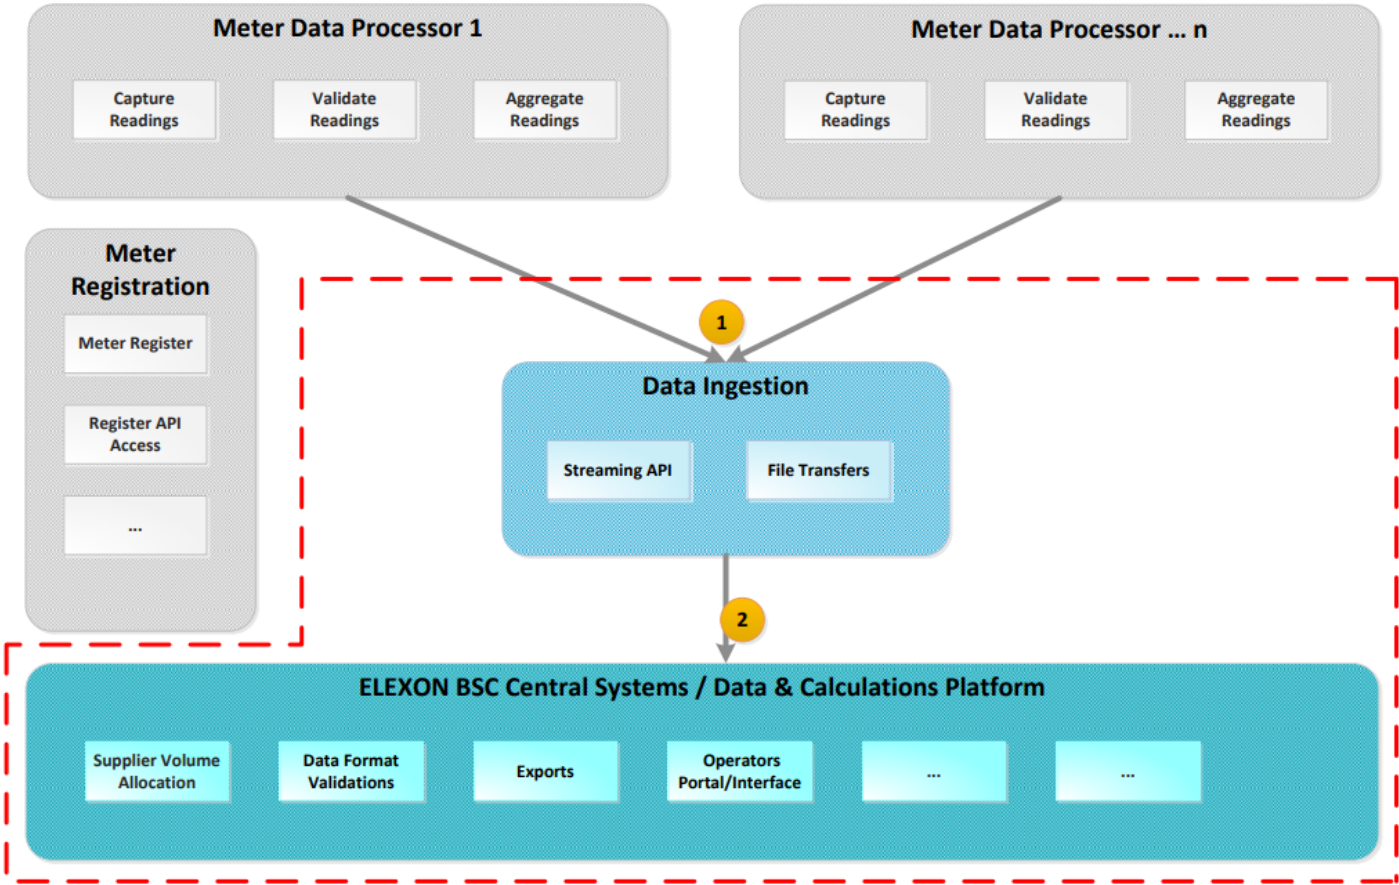 Meter Data Processor 1
Capture
Readings
Validate
Readings
Aggregate
Readings
Meter Data Processor ... n
Capture
Readings
Validate
Readings
Aggregate
Readings
Meter
Registration
Meter Register
Register API
Access
...
1
Data Ingestion
Streaming API
File Transfers
2
ELEXON BSC Central Systems / Data & Calculations Platform
Supplier Volume
Allocation
Data Format
Validations
Exports
Operators
Portal/Interface
...
...